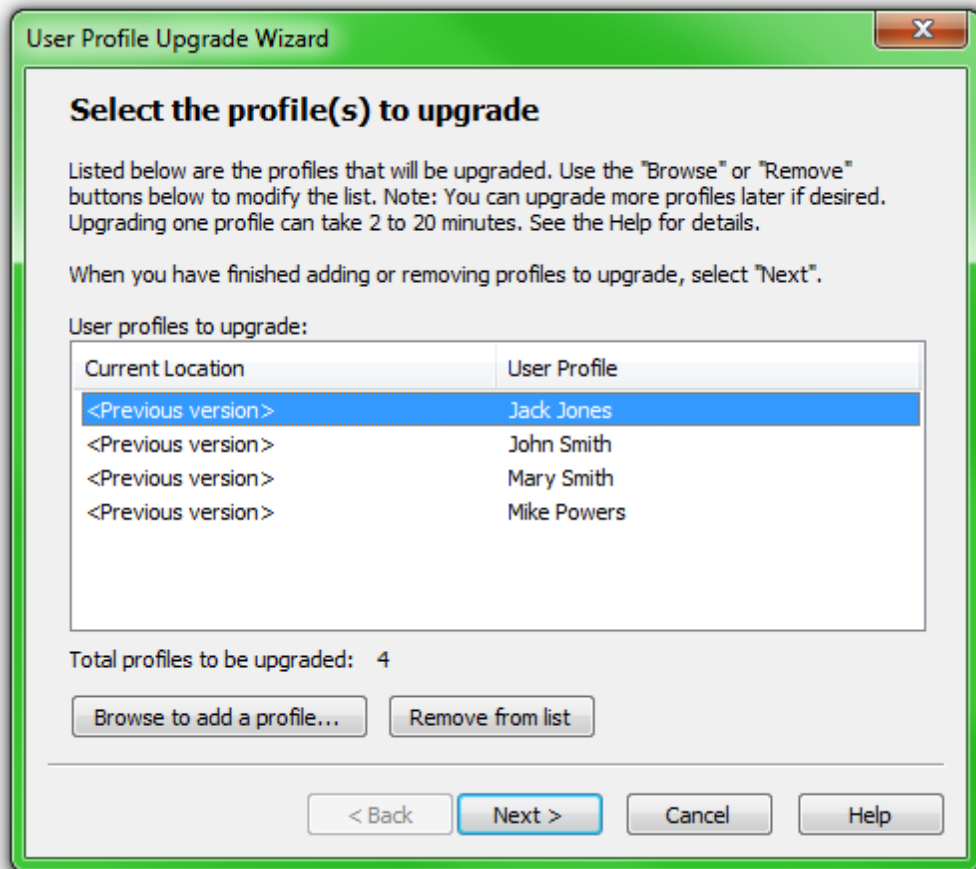 User Profile Upgrade Wizard
Select the profile(s) to upgrade
Listed below are the profiles that will be upgraded. Use the "Browse" or "Remove"
buttons below to modify the list. Note: You can upgrade more profiles later if desired.
Upgrading one profile can take 2 to 20 minutes. See the Help for details.
When you have finished adding or removing profiles to upgrade, select "Next".
User profiles to upgrade:
Current Location User Profile
<Previous version> Jack Jones
<Previous version> John Smith
<Previous version> Mary Smith
<Previous version> Mike Powers
Total profiles to be upgraded: 4
Browse to add a profile... Remove from list
< Back Next > Cancel Help